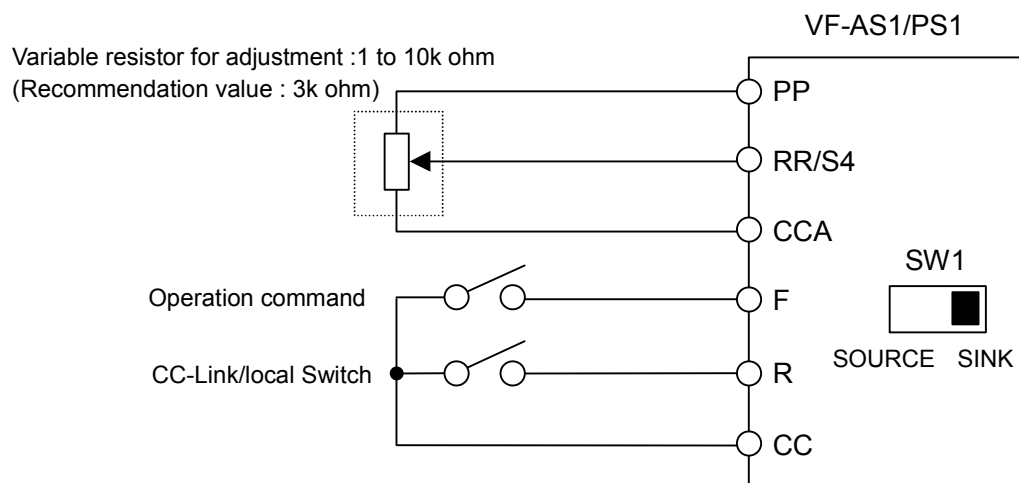 VF-AS1/PS1
Variable resistor for adjustment :1 to 10k ohm
(Recommendation value : 3k ohm)
PP
RR/S4
CCA
SW1
Operation command
F
SOURCE SINK
CC-Link/local Switch
R
CC